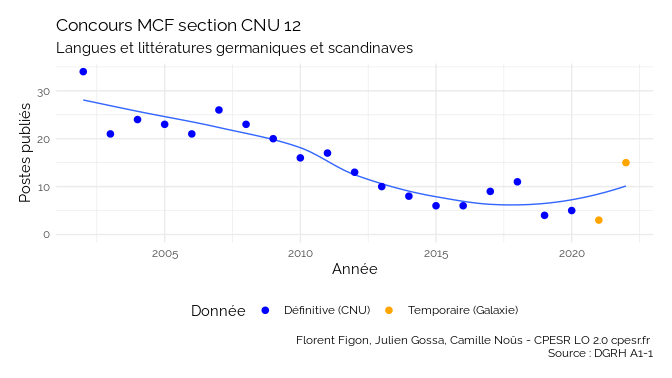 Concours MCF section CNU 12
Langues et littératures germaniques et scandinaves
Postes publiés
30
20
10
0
2005 2010 2015 2020
Année
Donnée Définitive (CNU) Temporaire (Galaxie)
Florent Figon, Julien Gossa, Camille Noûs - CPESR LO 2.0 cpesr.fr
Source : DGRH A1-1